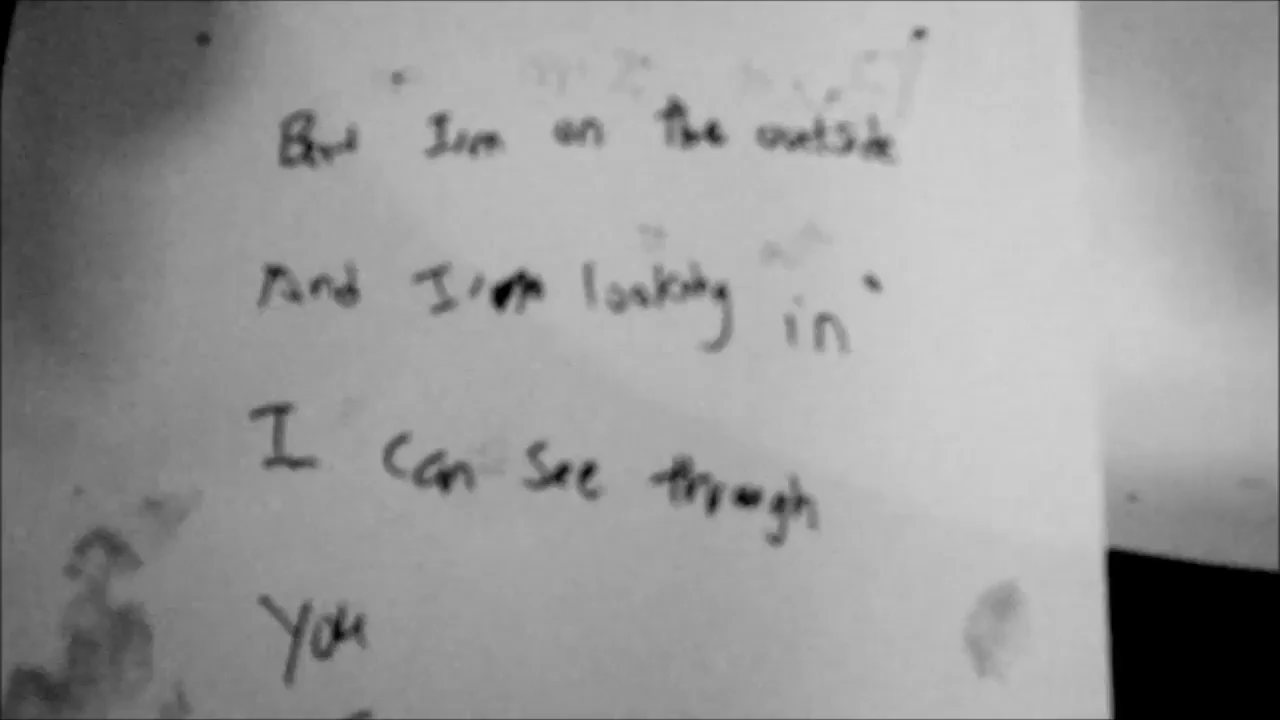 But I'm on the outside
And I'm looking in
I can see through
you